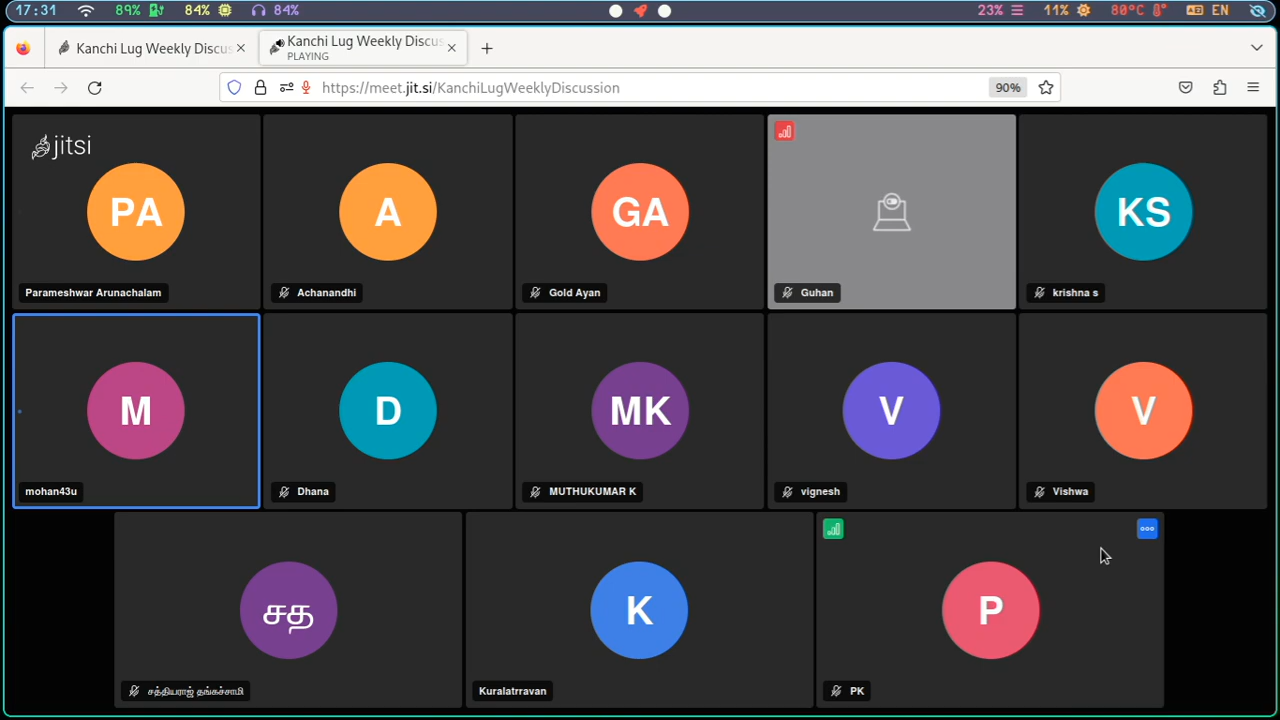 17:31 89% 84% 84% 23% 11% 80°C EN
Kanchi Lug Weekly Discus
Kanchi Lug Weekly Discus
PLAYING
https://meet.jit.si/KanchiLugWeeklyDiscussion 90%
jitsi
PA
A
GA
KS
Parameshwar Arunachalam
Achanandhi
Gold Ayan
Guhan
krishna s
M
D
MK
V
V
mohan43u
Dhana
MUTHUKUMAR K
vignesh
Vishwa
சத
K
P
சத்தியராஜ் தங்கச்சாமி
Kuralatrravan
PK